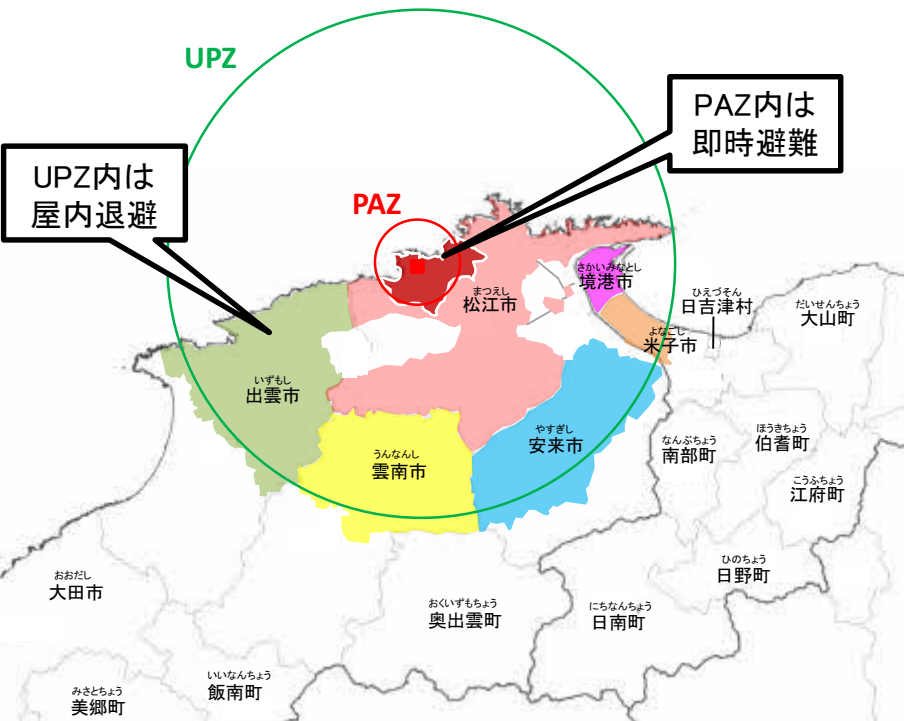 UPZ
PAZ内は
即時避難
UPZ内は
屋内退避
PAZ
さかいみなとし
境港市
ひえづそん
日吉津村
だいせんちょう
大山町
まつえし
松江市
よなごし
米子市
いずもし
出雲市
やすぎし
安来市
なんぶちょう
南部町
ほうきちょう
伯耆町
うんなんし
雲南市
こうふちょう
江府町
ひのちょう
日野町
おおだし
大田市
おくいずもちょう
奥出雲町
にちなんちょう
日南町
みさとちょう
美郷町
いいなんちょう
飯南町